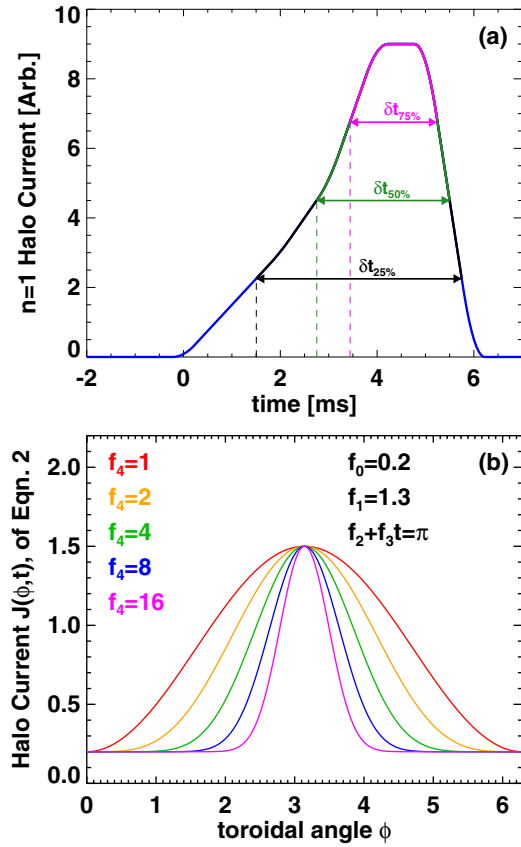 (a)
n=1 Halo Current [Arb.]
10
8
6
4
2
0
δt75%
δt50%
δt25%
-2 0 2 4 6
time [ms]
(b)
Halo Current J(ϕ,t), of Eqn. 2
2.0
1.5
1.0
0.5
0.0
f4=1
f4=2
f4=4
f4=8
f4=16
f0=0.2
f1=1.3
f2+f3t=π
0 1 2 3 4 5 6
toroidal angle ϕ